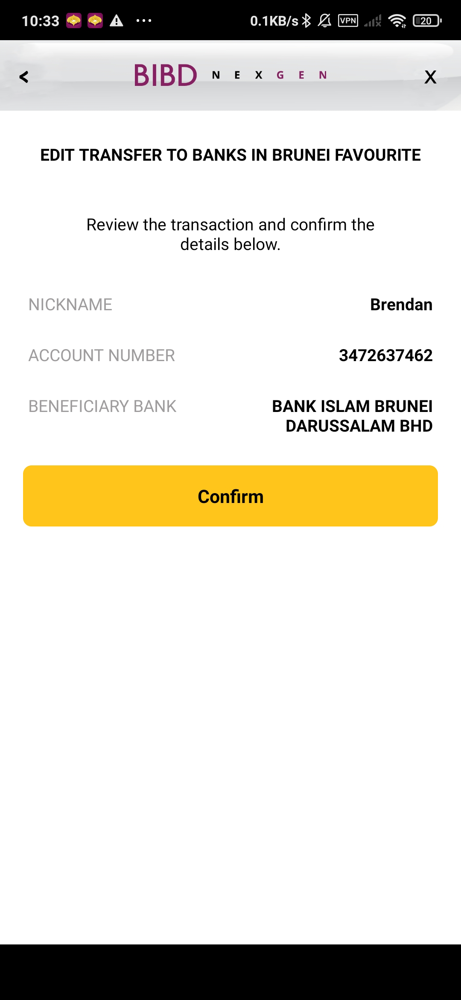 10:33 ... 0.1KB/s VPN 20
< BIBD NEXGEN X
EDIT TRANSFER TO BANKS IN BRUNEI FAVOURITE
Review the transaction and confirm the
details below.
NICKNAME Brendan
ACCOUNT NUMBER 3472637462
BENEFICIARY BANK BANK ISLAM BRUNEI
DARUSSALAM BHD
Confirm